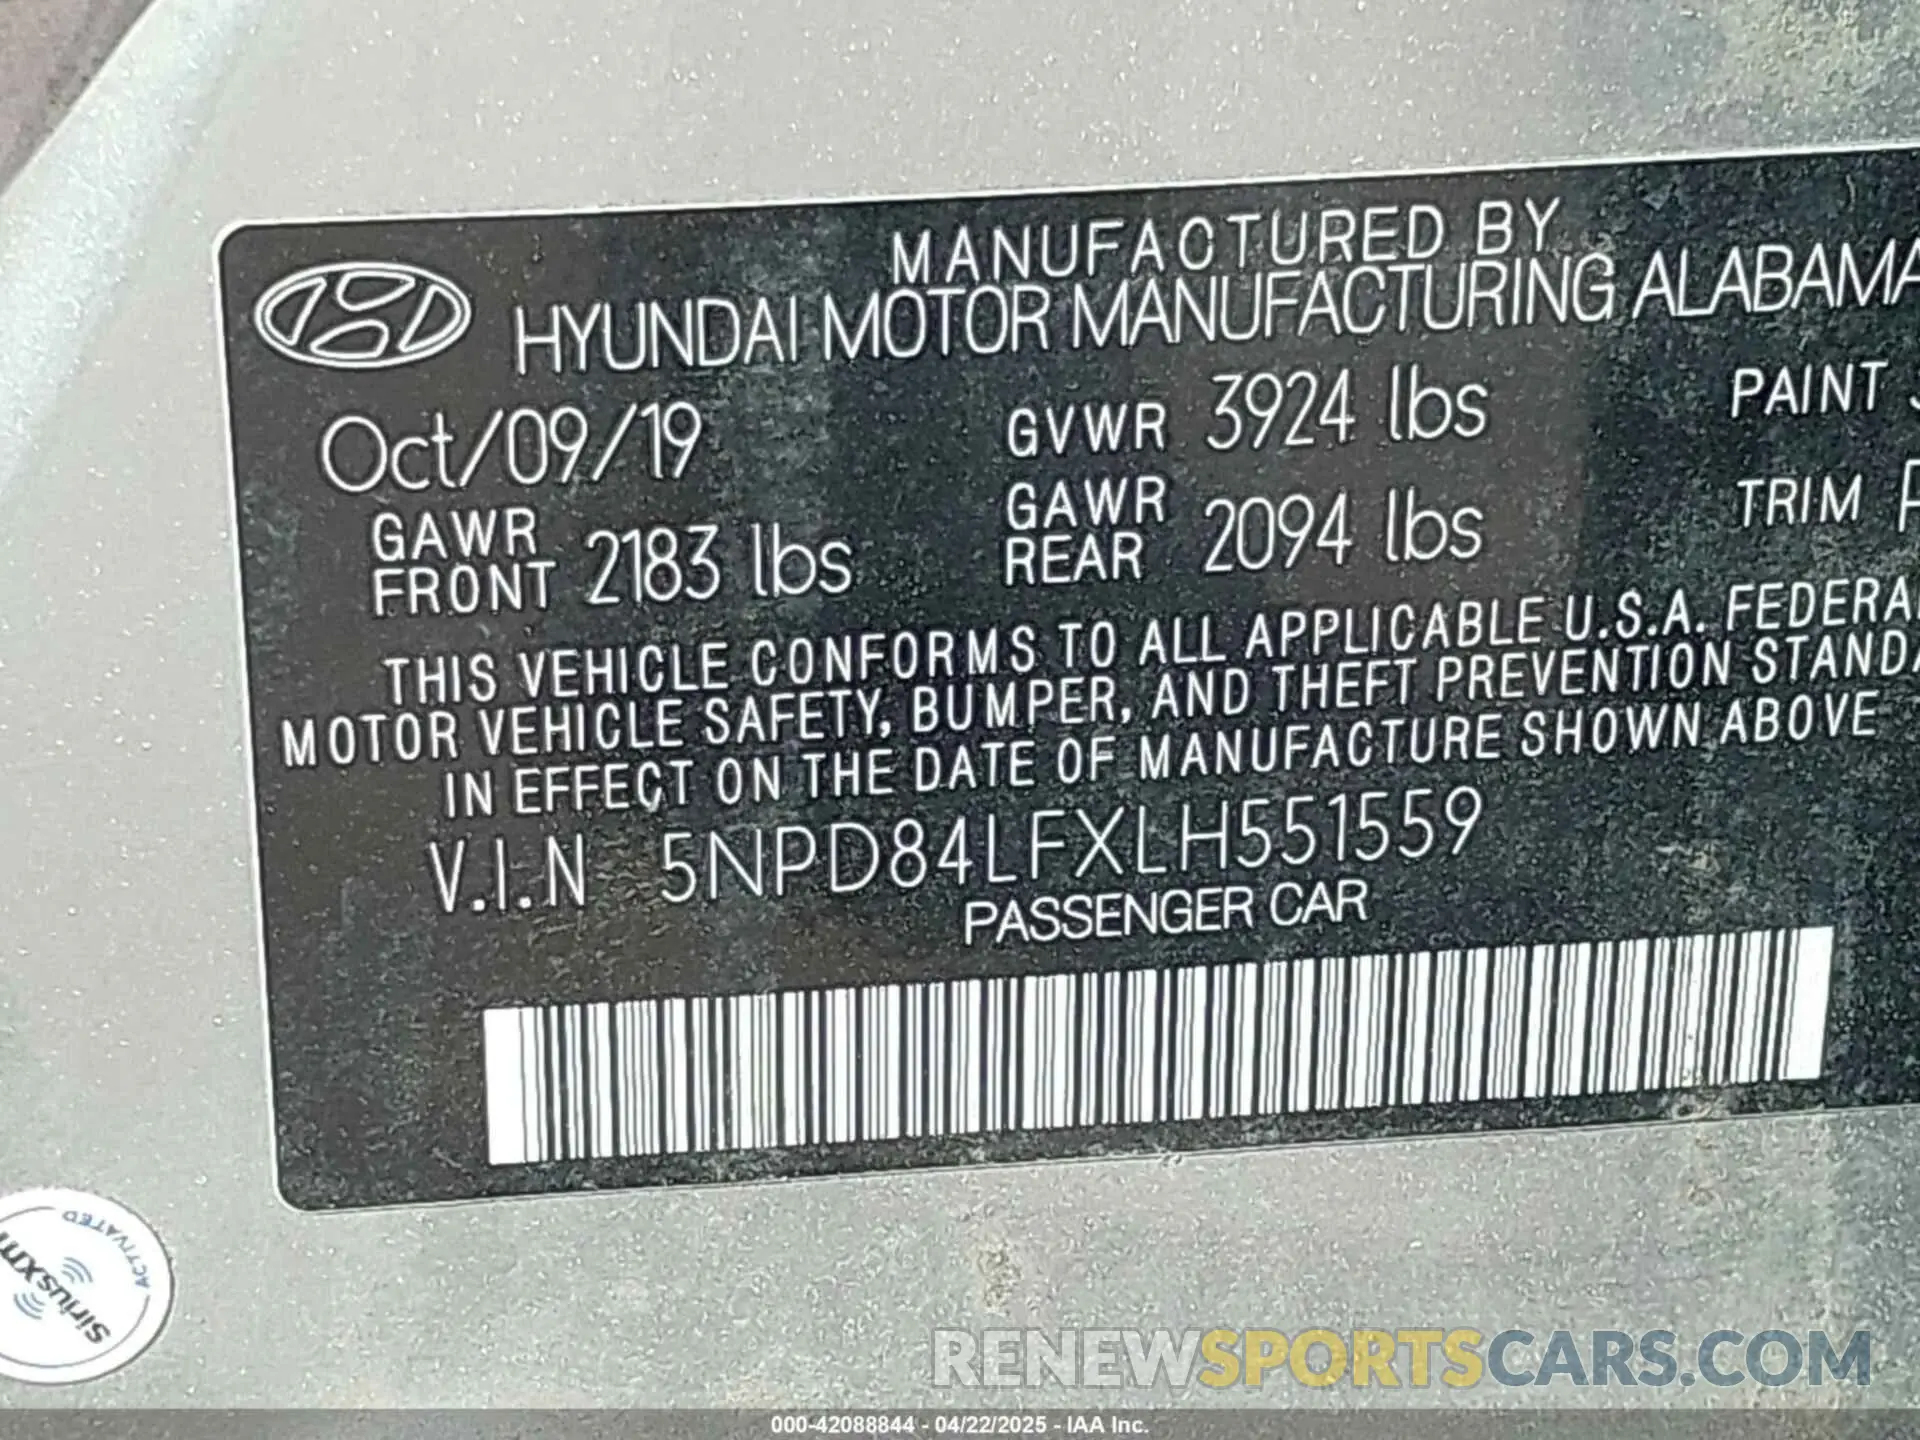 MANUFACTURED BY
HYUNDAI MOTOR MANUFACTURING ALABAMA
Oct/09/19 GVWR 3924 lbs PAINT
GAWR FRONT 2183 lbs GAWR REAR 2094 lbs TRIM
THIS VEHICLE CONFORMS TO ALL APPLICABLE U.S.A. FEDERAL
MOTOR VEHICLE SAFETY, BUMPER, AND THEFT PREVENTION STANDA
IN EFFECT ON THE DATE OF MANUFACTURE SHOWN ABOVE
V.I.N 5NPD84LFXLH551559
PASSENGER CAR
SiriusXM
ACTIVATED
RENEWSPORTSCARS.COM
000-42088844 - 04/22/2025 - IAA Inc.